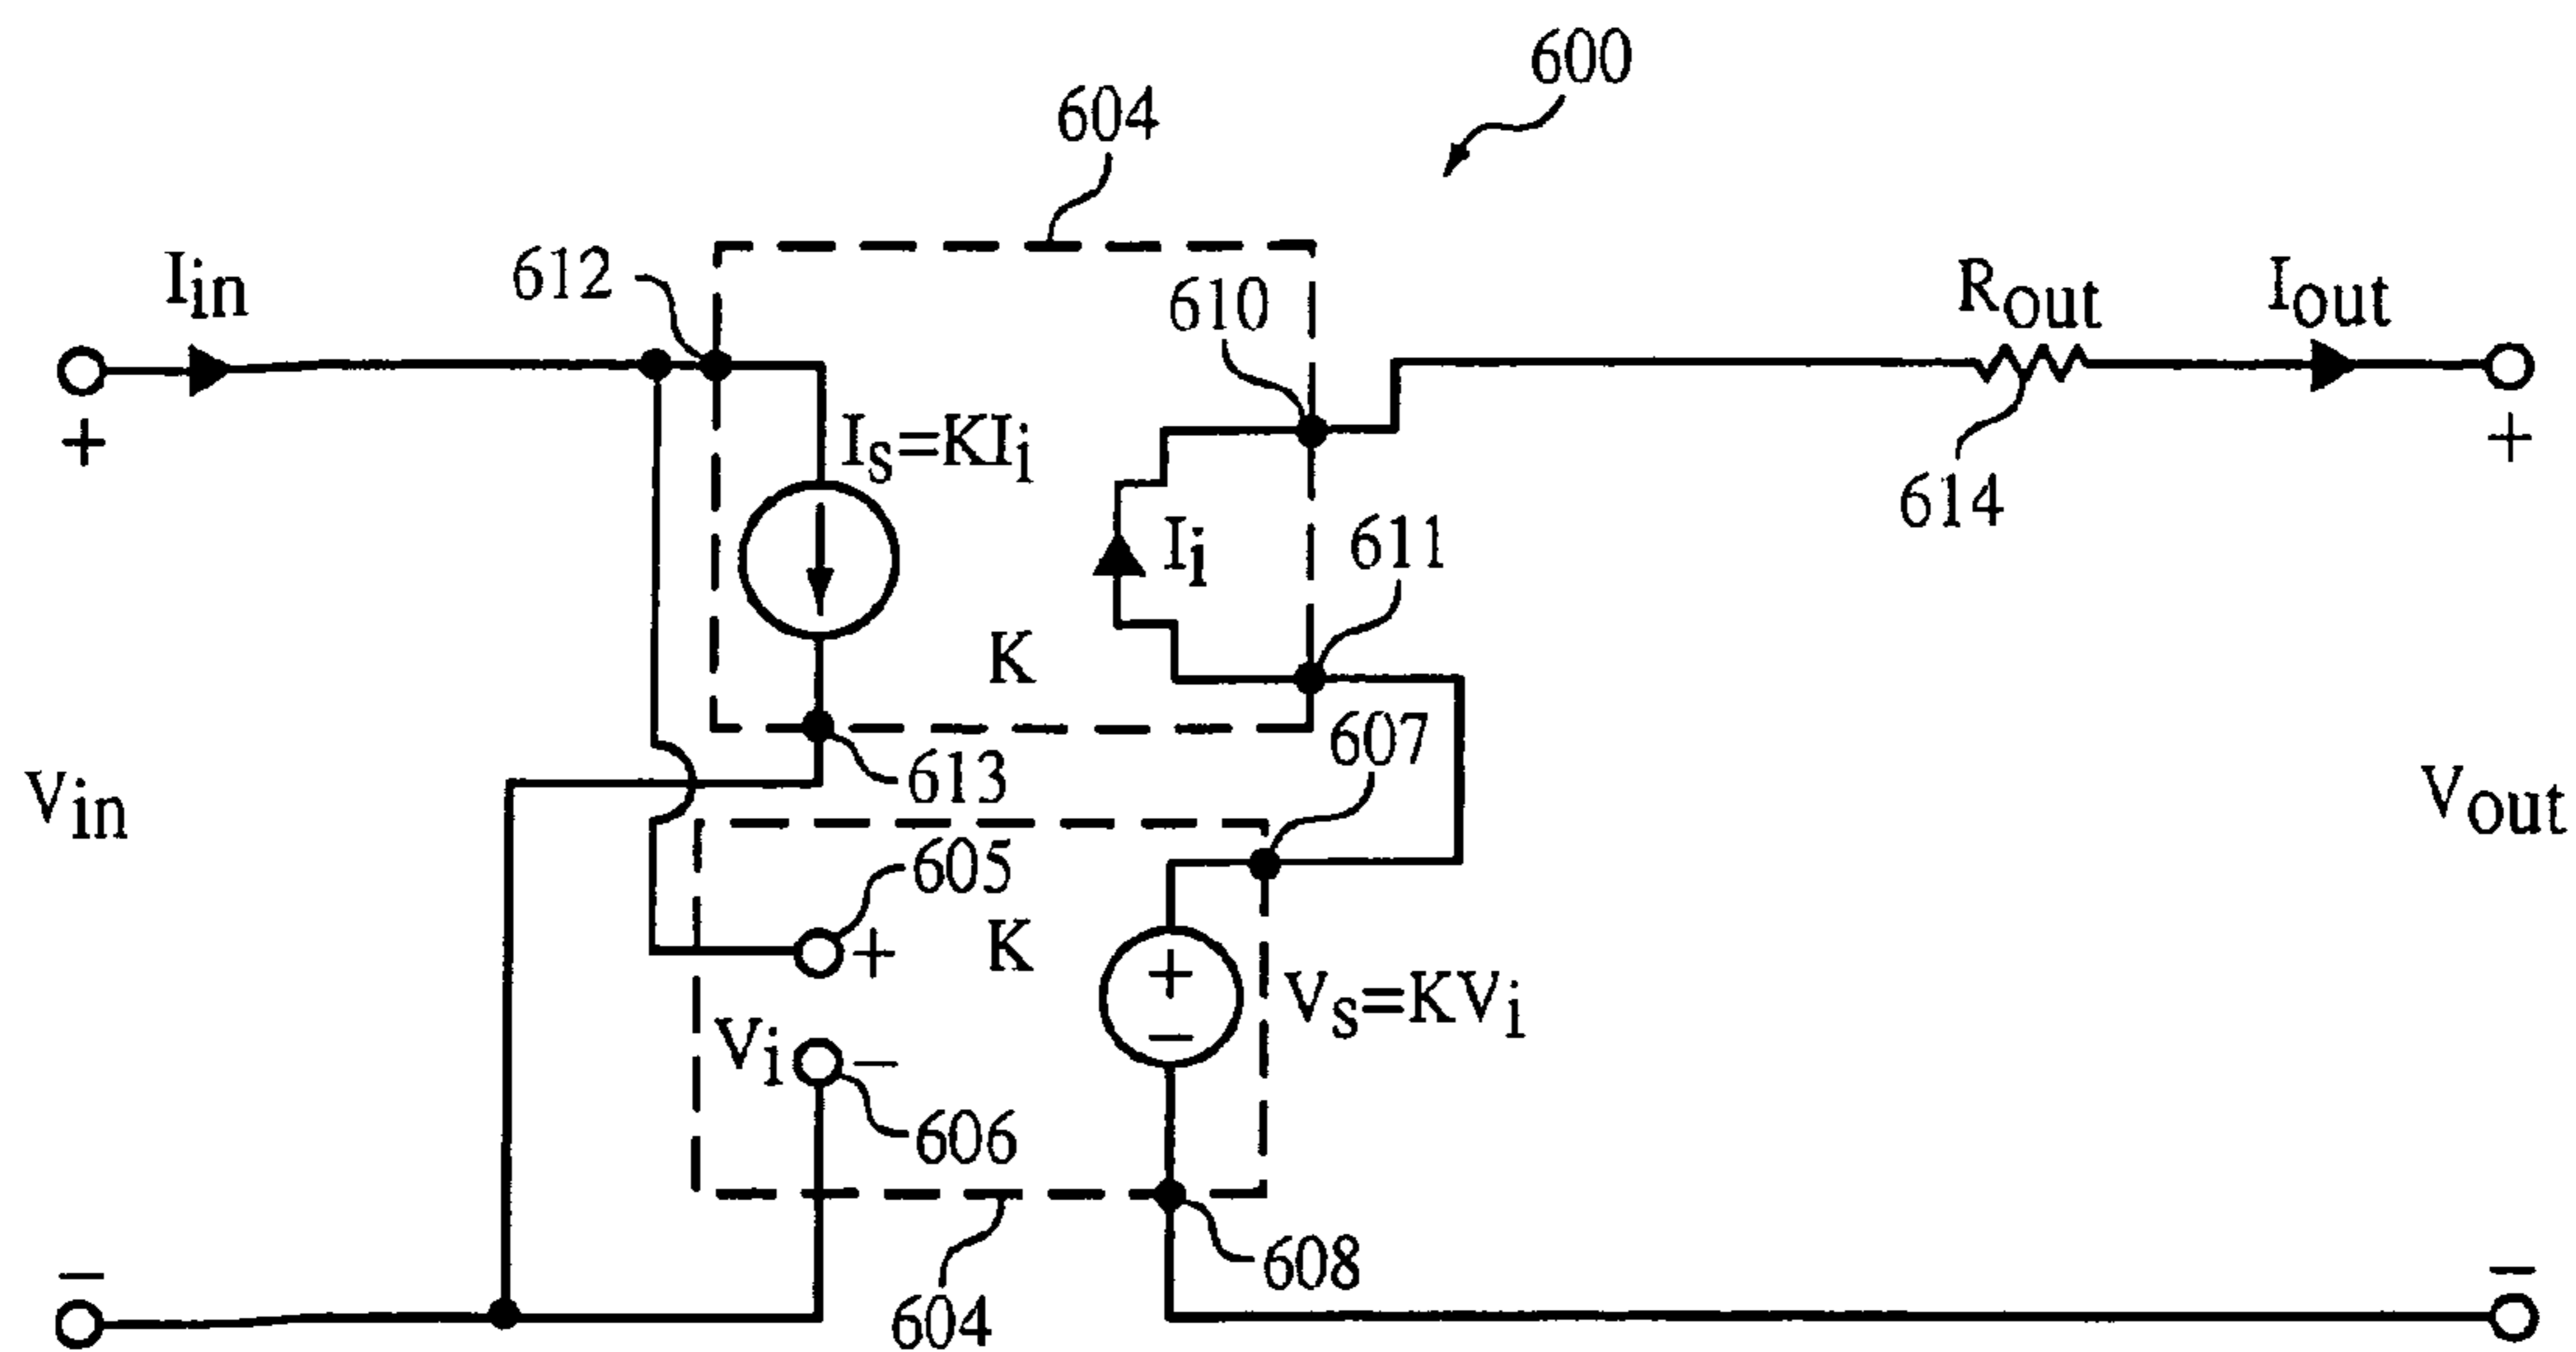 600
604
612
610
Iin
Rout
Iout
+
Is=KIi
+
614
Ii
611
K
607
613
Vin
Vout
605
+
K
+
−
Vs=KVi
Vi
−
606
−
608
−
604